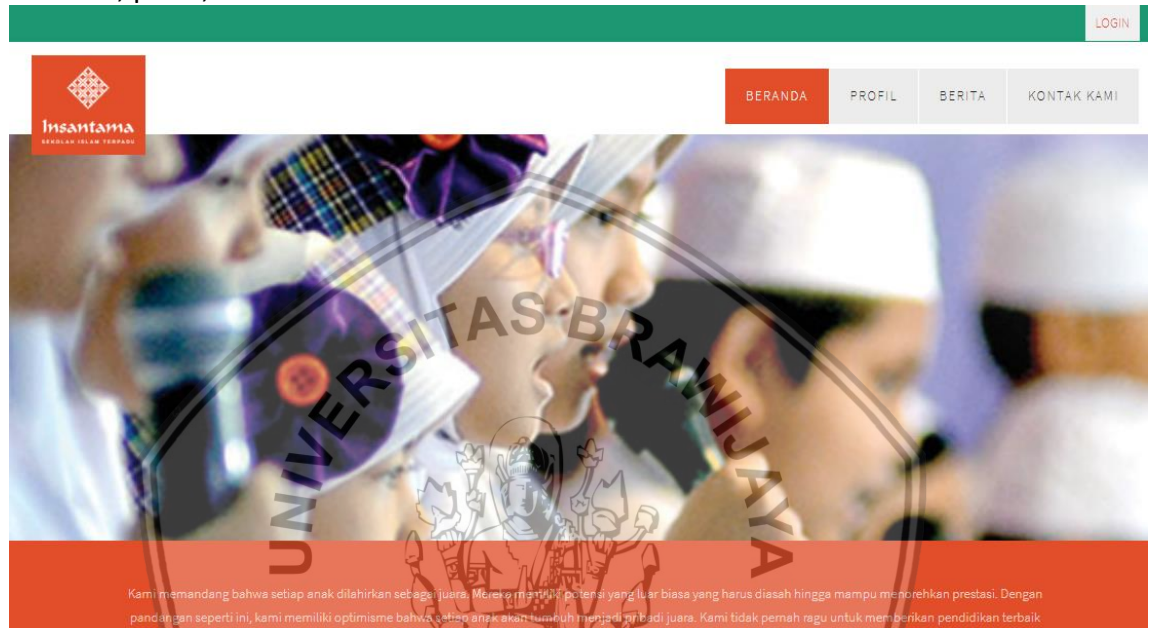 LOGIN
Insantama
SEKOLAH ISLAM TERPADU
BERANDA PROFIL BERITA KONTAK KAMI
UNIVERSITAS BRAWIJAYA
Kami memandang bahwa setiap anak dilahirkan sebagai juara. Mereka memiliki potensi yang luar biasa yang harus diasah hingga mampu menorehkan prestasi. Dengan
pandangan seperti ini, kami memiliki optimisme bahwa setiap anak akan tumbuh menjadi pribadi juara. Kami tidak pernah ragu untuk memberikan pendidikan terbaik